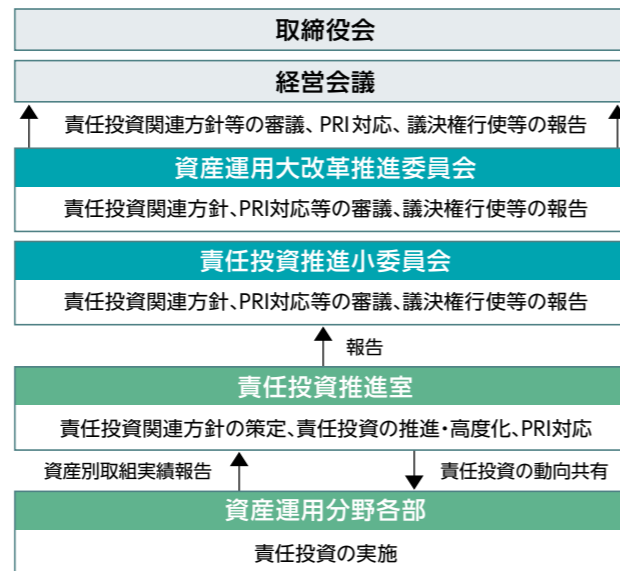 取締役会
経営会議
責任投資関連方針等の審議、PRI対応、議決権行使等の報告
資産運用大改革推進委員会
責任投資関連方針、PRI対応等の審議、議決権行使等の報告
責任投資推進小委員会
責任投資関連方針、PRI対応等の審議、議決権行使等の報告
報告
責任投資推進室
責任投資関連方針の策定、責任投資の推進・高度化、PRI対応
資産別取組実績報告 責任投資の動向共有
資産運用分野各部
責任投資の実施